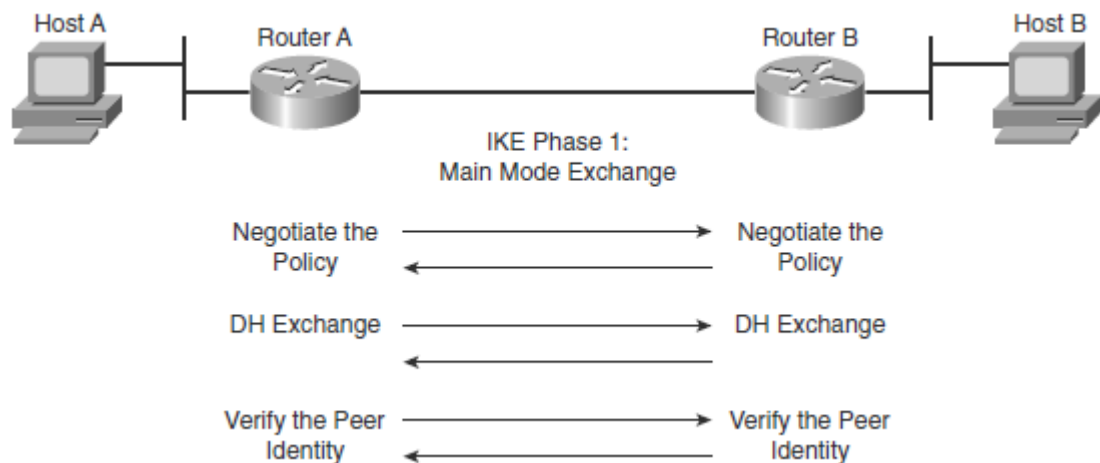 Host A
Router A
Router B
Host B
IKE Phase 1:
Main Mode Exchange
Negotiate the
Policy
Negotiate the
Policy
DH Exchange
DH Exchange
Verify the Peer
Identity
Verify the Peer
Identity